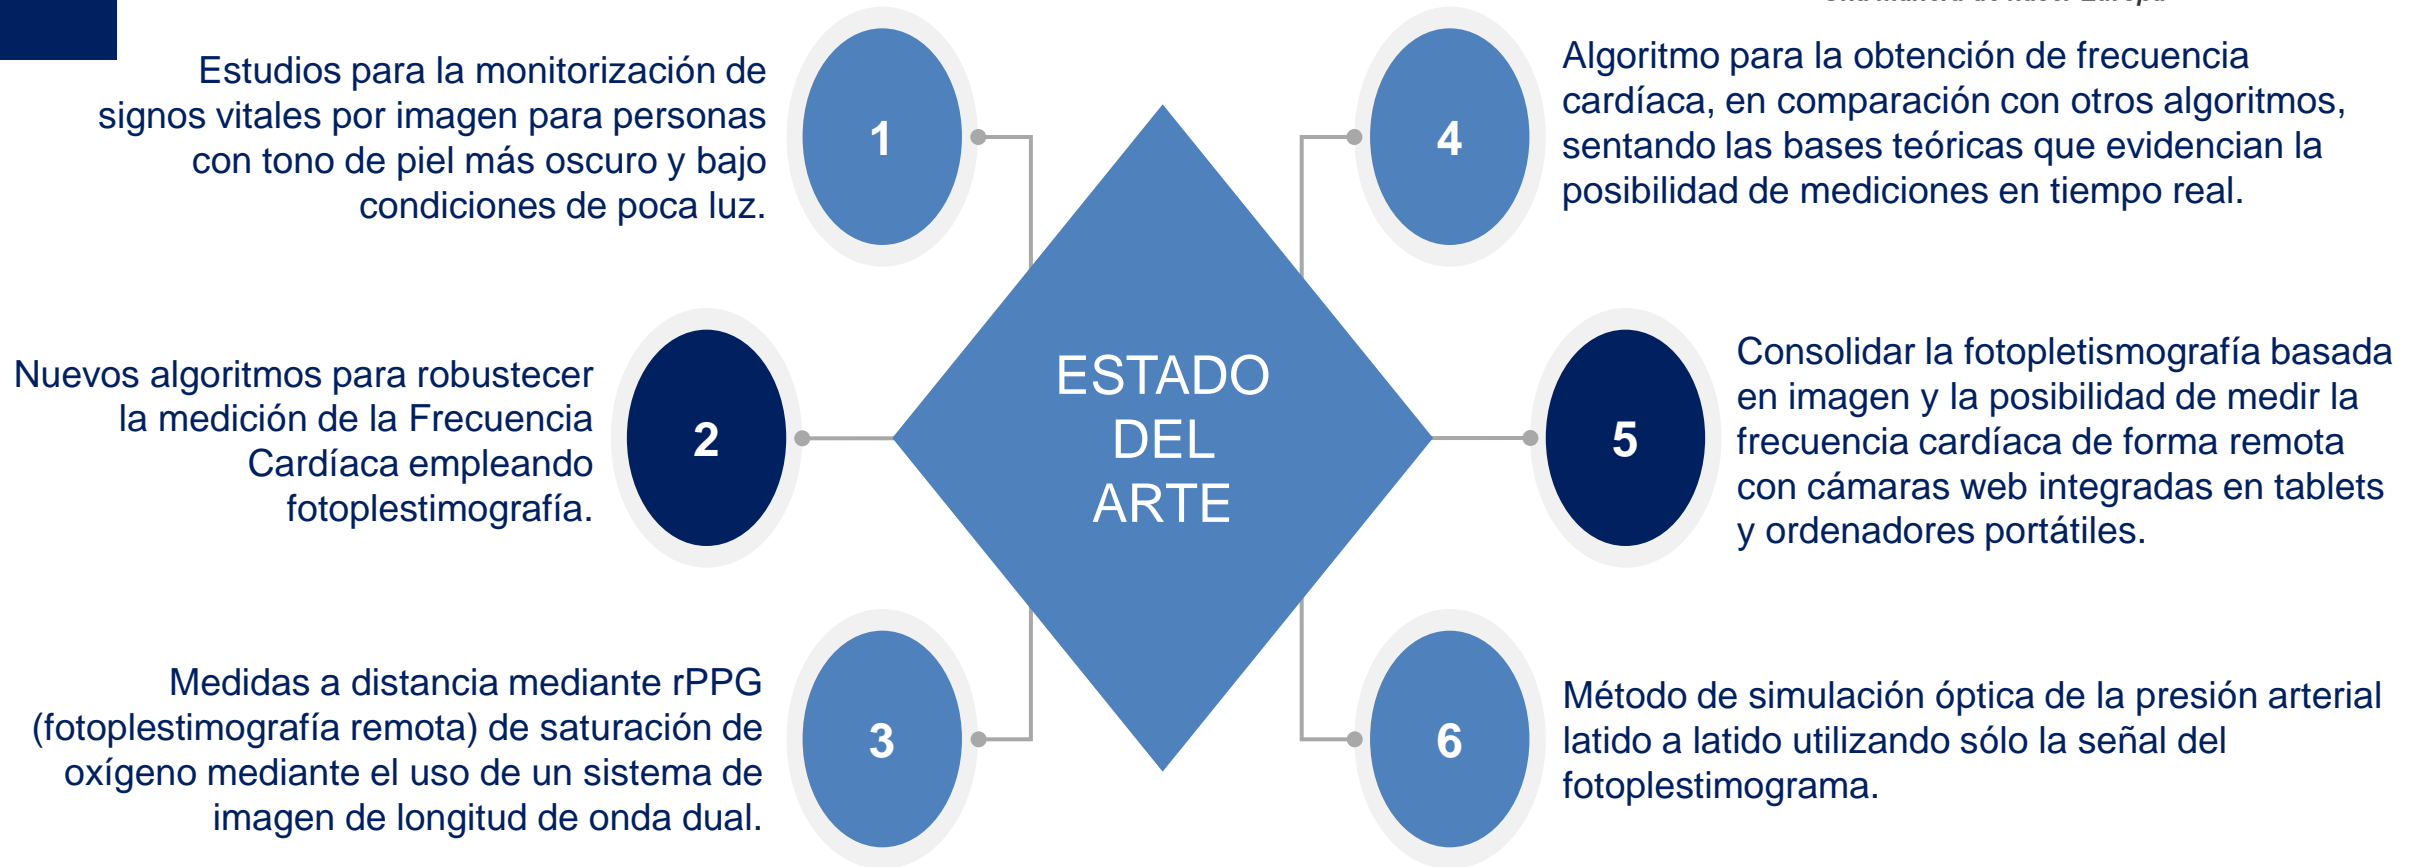 Estudios para la monitorización de
signos vitales por imagen para personas
con tono de piel más oscuro y bajo
condiciones de poca luz.
1
Nuevos algoritmos para robustecer
la medición de la Frecuencia
Cardíaca empleando
fotoplestimografía.
2
Medidas a distancia mediante rPPG
(fotoplestimografía remota) de saturación de
oxígeno mediante el uso de un sistema de
imagen de longitud de onda dual.
3
ESTADO
DEL
ARTE
4
Algoritmo para la obtención de frecuencia
cardíaca, en comparación con otros algoritmos,
sentando las bases teóricas que evidencian la
posibilidad de mediciones en tiempo real.
5
Consolidar la fotopletismografía basada
en imagen y la posibilidad de medir la
frecuencia cardíaca de forma remota
con cámaras web integradas en tablets
y ordenadores portátiles.
6
Método de simulación óptica de la presión arterial
latido a latido utilizando sólo la señal del
fotoplestimograma.